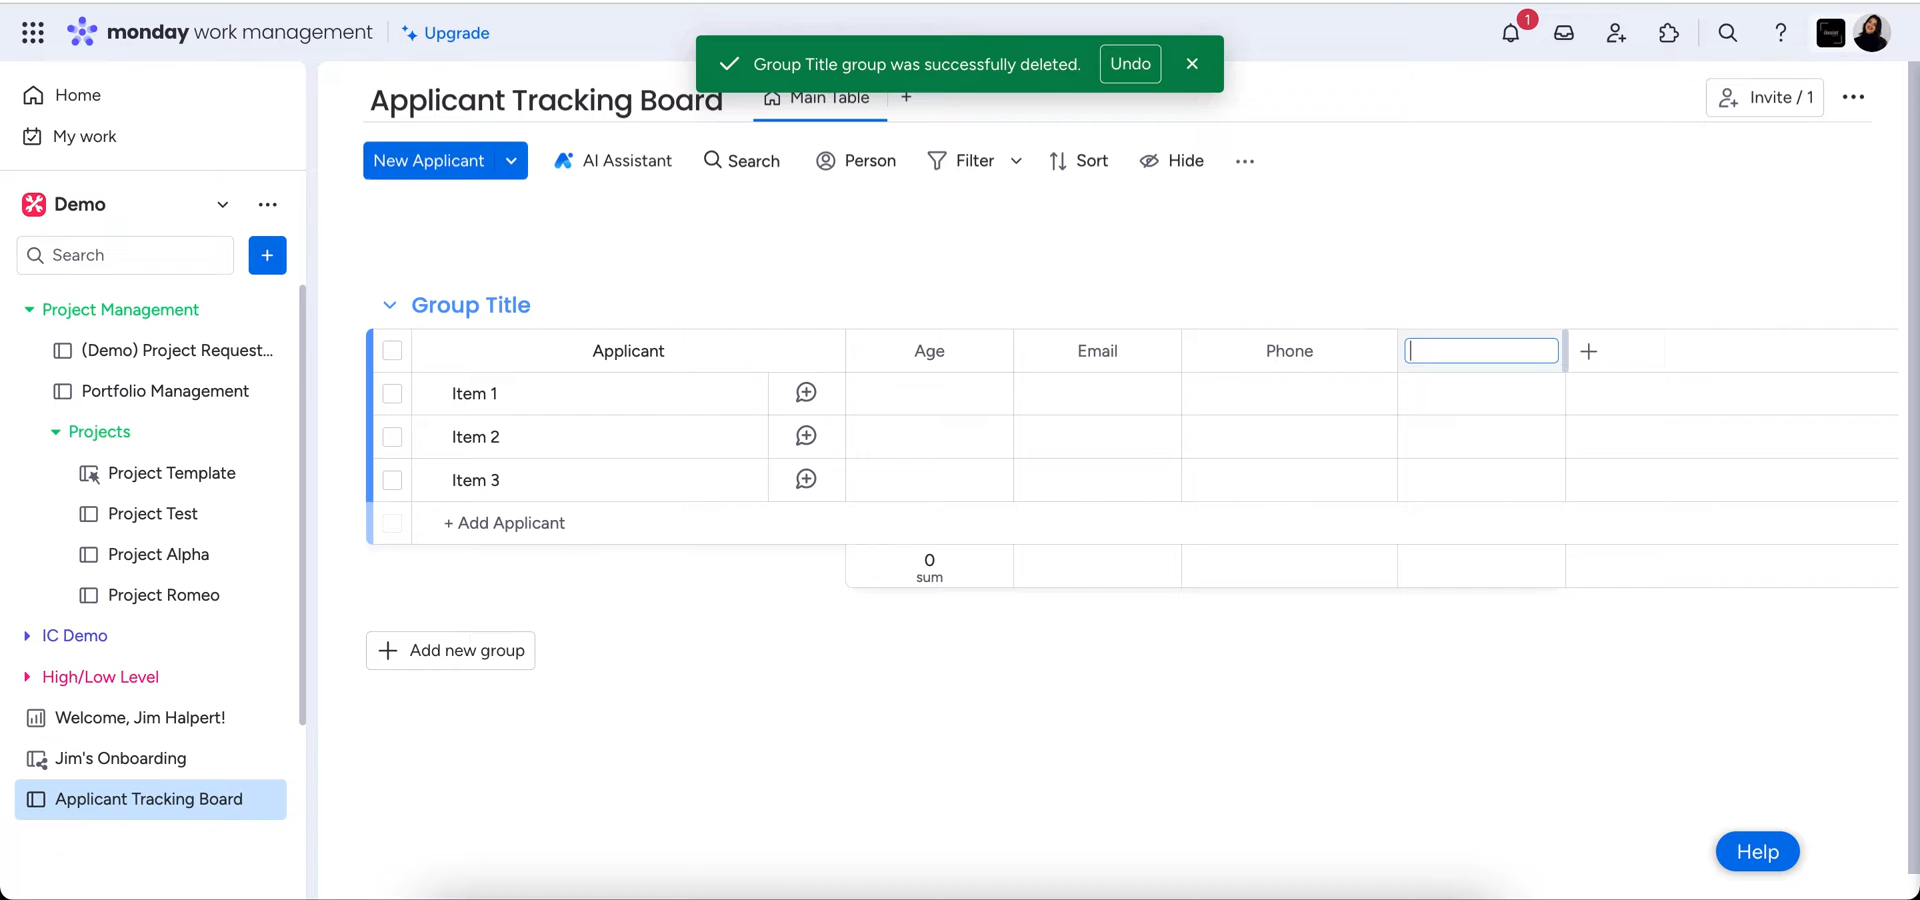 monday work management
Upgrade
Group Title group was successfully deleted.
Undo
1
Home
My work
Demo
Search
Project Management
(Demo) Project Request...
Portfolio Management
Projects
Project Template
Project Test
Project Alpha
Project Romeo
IC Demo
High/Low Level
Welcome, Jim Halpert!
Jim's Onboarding
Applicant Tracking Board
Applicant Tracking Board
Main Table
Invite / 1
New Applicant
AI Assistant
Search
Person
Filter
Sort
Hide
Group Title
Applicant Age Email Phone
Item 1
Item 2
Item 3
+ Add Applicant
0
sum
Add new group
Help